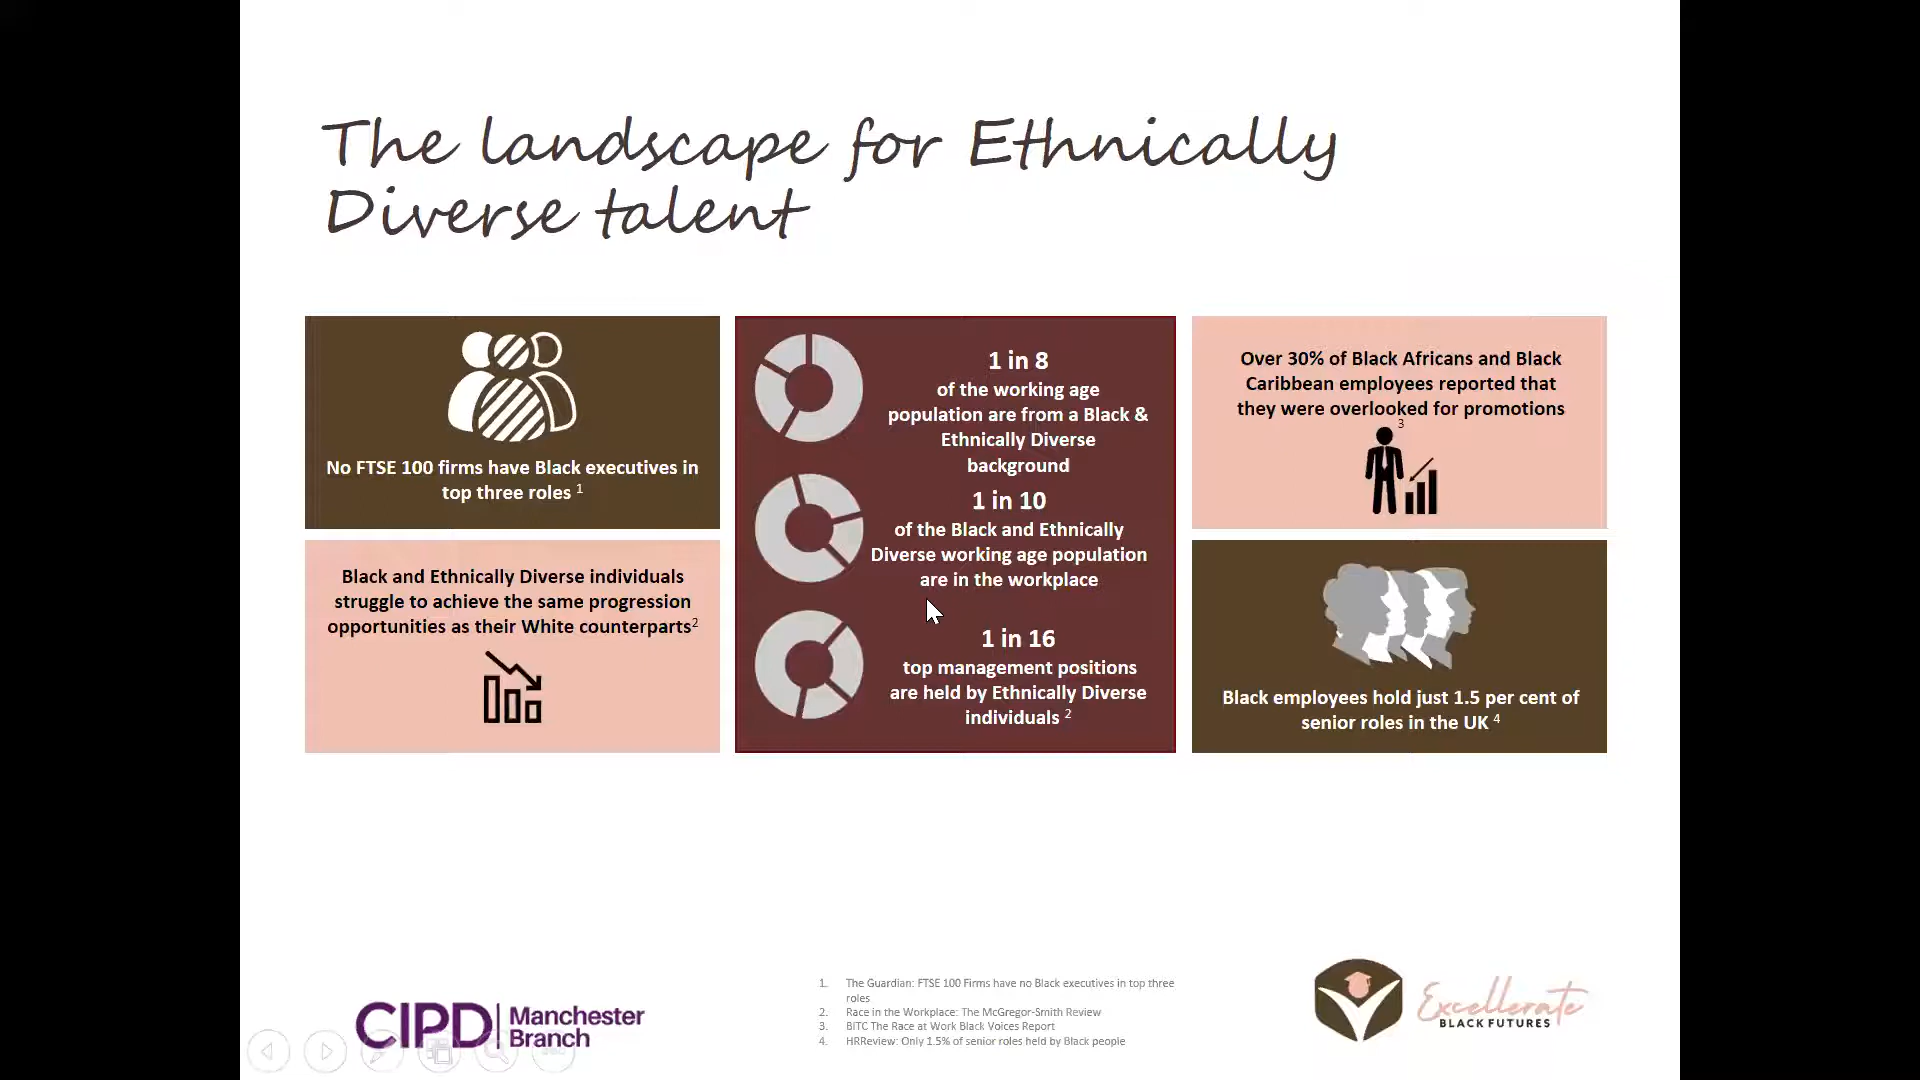 The landscape for Ethnically
Diverse talent
No FTSE 100 firms have Black executives in
top three roles 1
Black and Ethnically Diverse individuals
struggle to achieve the same progression
opportunities as their White counterparts2
1 in 8
of the working age
population are from a Black &
Ethnically Diverse
background
1 in 10
of the Black and Ethnically
Diverse working age population
are in the workplace
1 in 16
top management positions
are held by Ethnically Diverse
individuals 2
Over 30% of Black Africans and Black
Caribbean employees reported that
they were overlooked for promotions
3
Black employees hold just 1.5 per cent of
senior roles in the UK 4
CIPD Manchester
Branch
1. The Guardian: FTSE 100 Firms have no Black executives in top three
roles
2. Race in the Workplace: The McGregor-Smith Review
3. BITC The Race at Work Black Voices Report
4. HRReview: Only 1.5% of senior roles held by Black people
Excellerate
BLACK FUTURES